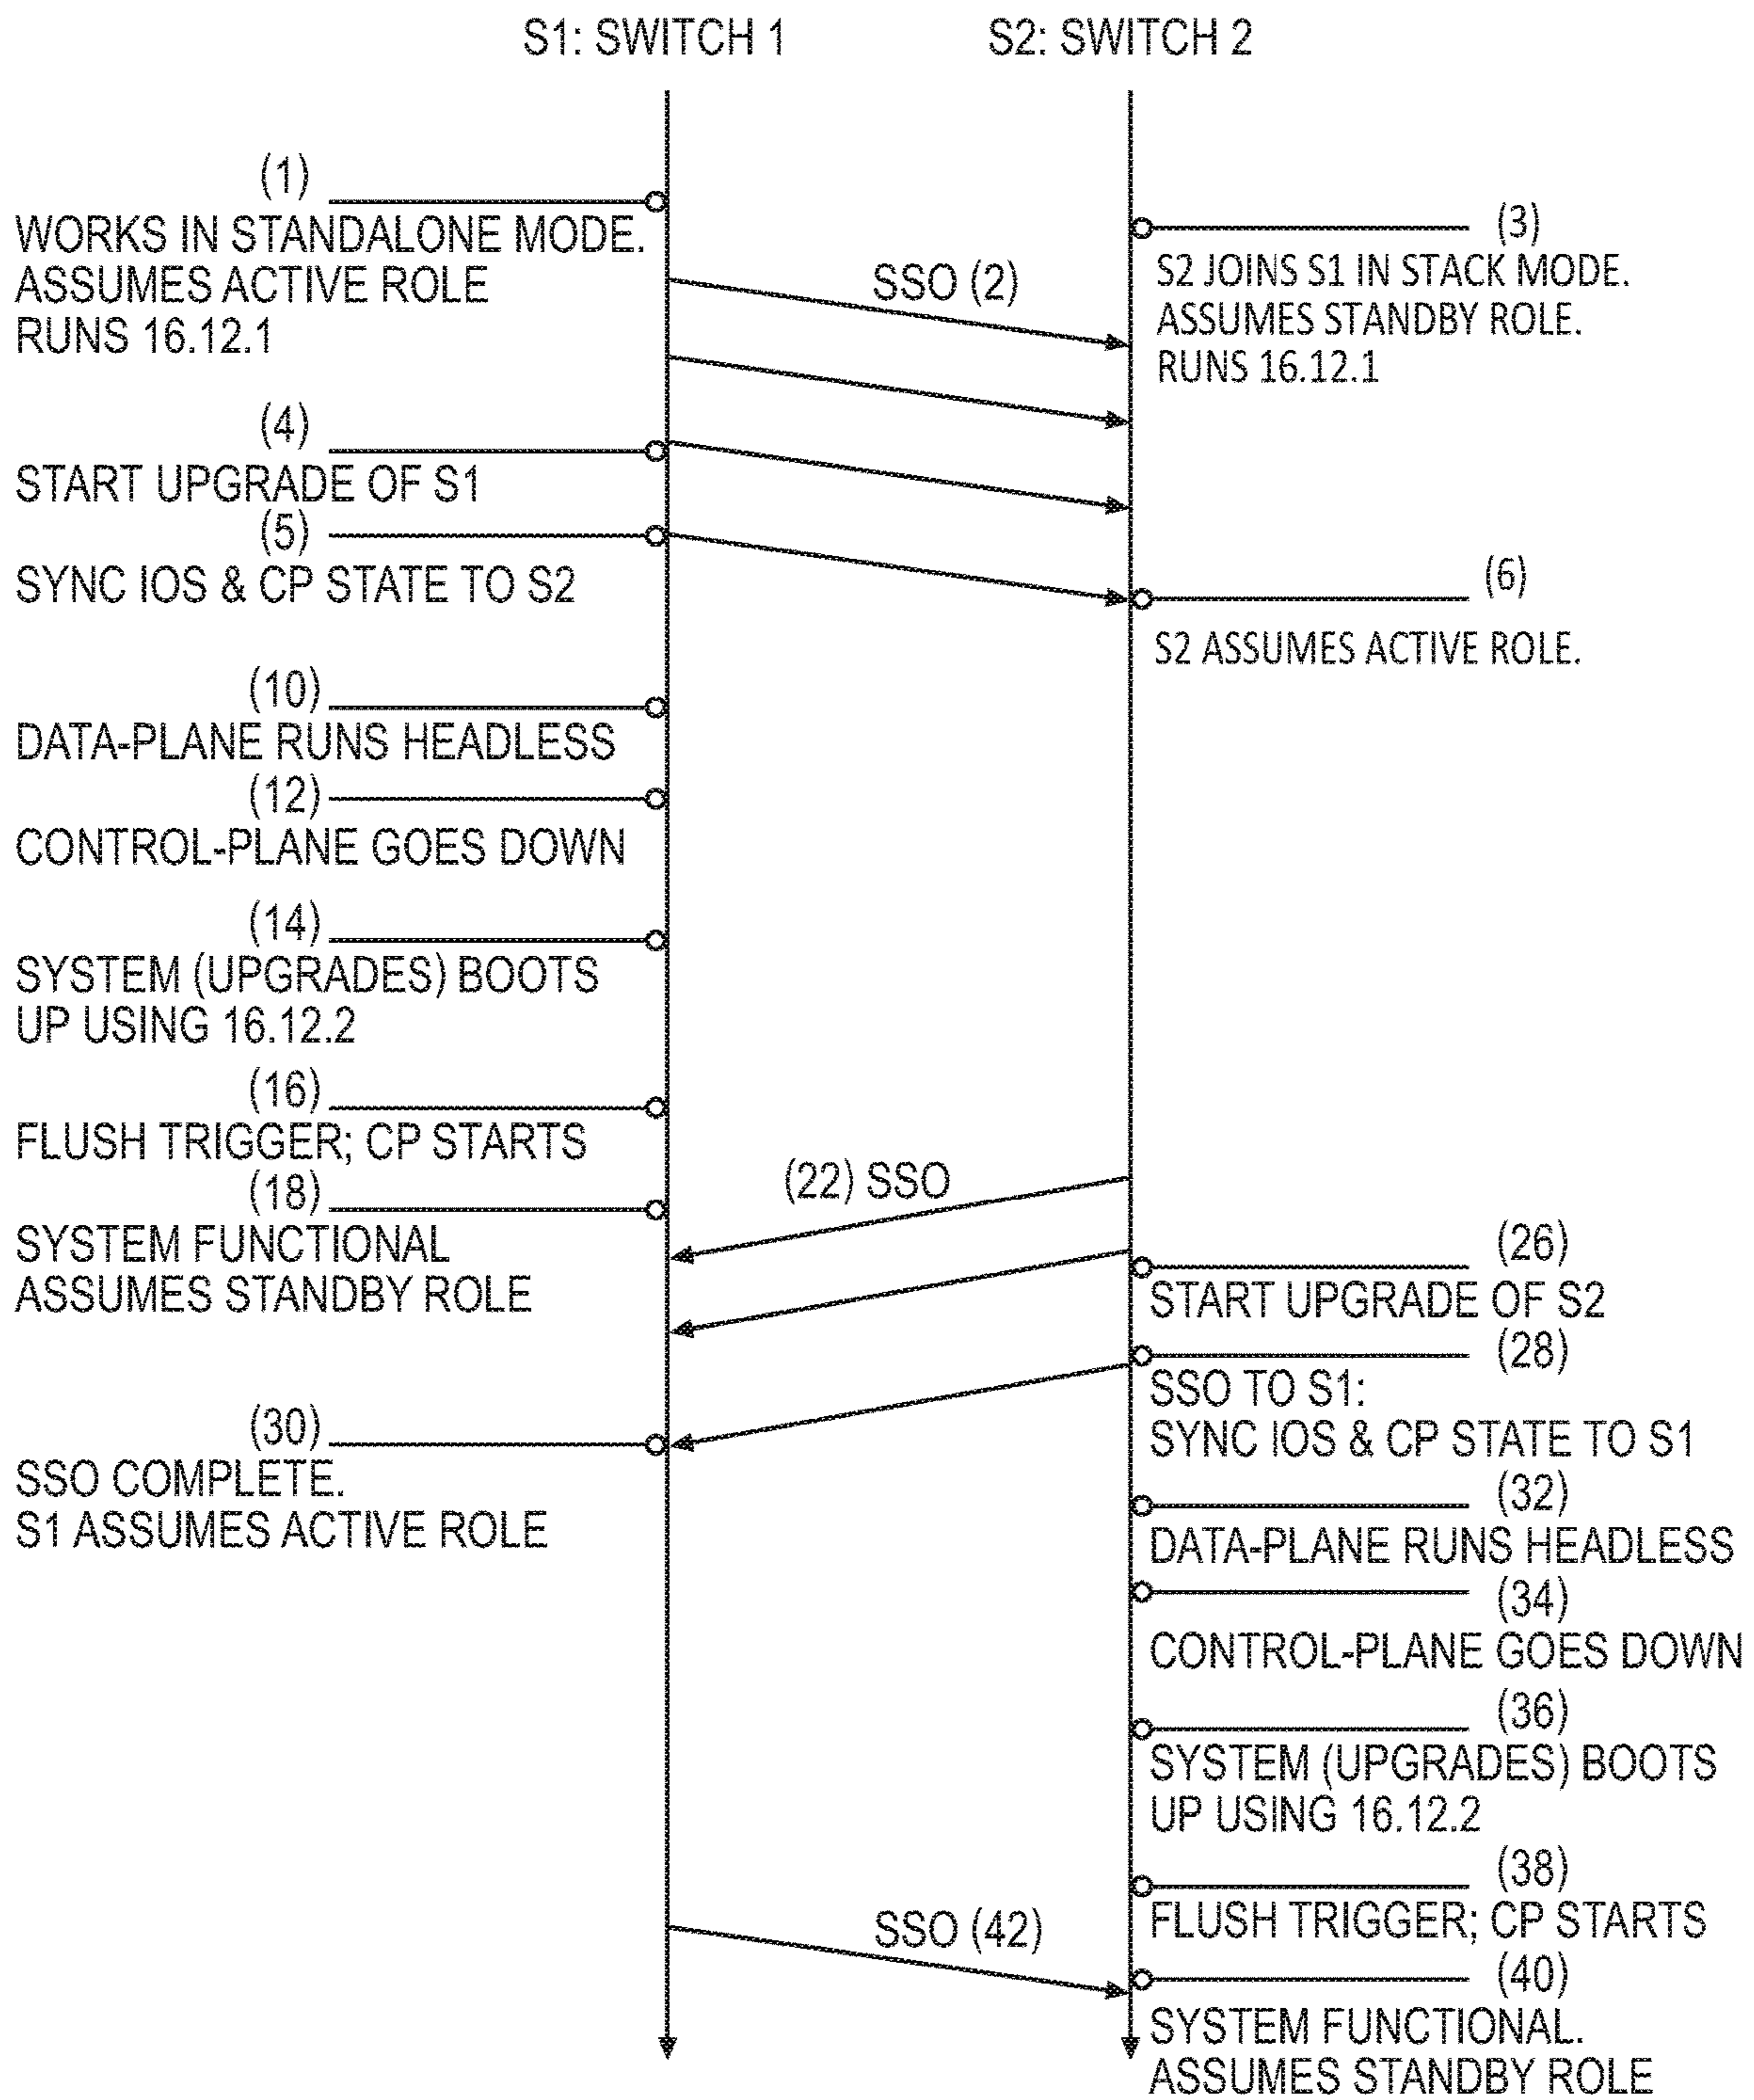 S1: SWITCH 1
S2: SWITCH 2
(1)
WORKS IN STANDALONE MODE.
ASSUMES ACTIVE ROLE
RUNS 16.12.1
SSO (2)
(3)
S2 JOINS S1 IN STACK MODE.
ASSUMES STANDBY ROLE.
RUNS 16.12.1
(4)
START UPGRADE OF S1
(5)
SYNC IOS & CP STATE TO S2
(6)
S2 ASSUMES ACTIVE ROLE.
(10)
DATA-PLANE RUNS HEADLESS
(12)
CONTROL-PLANE GOES DOWN
(14)
SYSTEM (UPGRADES) BOOTS
UP USING 16.12.2
(16)
FLUSH TRIGGER; CP STARTS
(18)
SYSTEM FUNCTIONAL
ASSUMES STANDBY ROLE
(22) SSO
(26)
START UPGRADE OF S2
(28)
SSO TO S1:
SYNC IOS & CP STATE TO S1
(30)
SSO COMPLETE.
S1 ASSUMES ACTIVE ROLE
(32)
DATA-PLANE RUNS HEADLESS
(34)
CONTROL-PLANE GOES DOWN
(36)
SYSTEM (UPGRADES) BOOTS
UP USING 16.12.2
(38)
FLUSH TRIGGER; CP STARTS
SSO (42)
(40)
SYSTEM FUNCTIONAL.
ASSUMES STANDBY ROLE